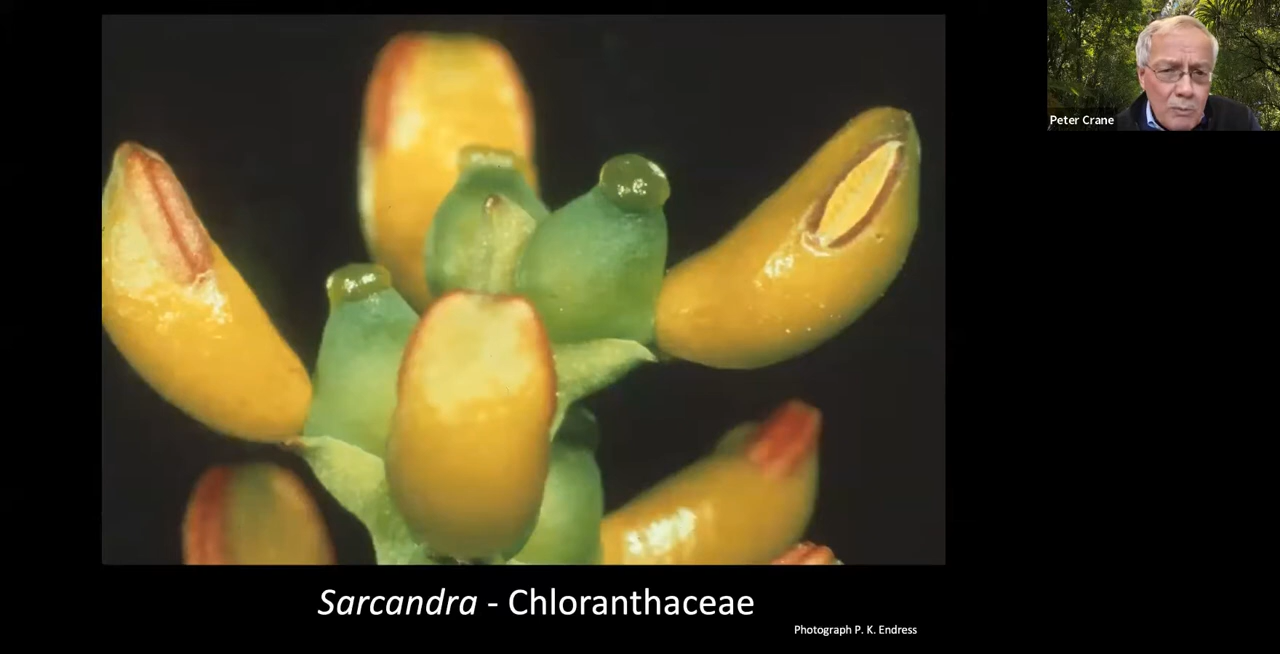 Peter Crane
Sarcandra - Chloranthaceae
Photograph P. K. Endress